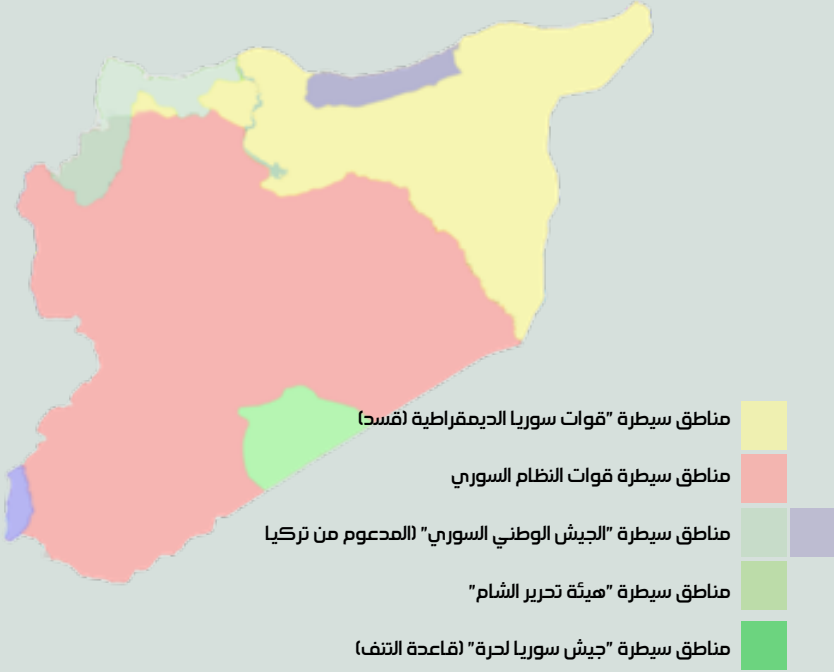 مناطق سيطرة "قوات سوريا الديمقراطية (قسد)
مناطق سيطرة قوات النظام السوري
مناطق سيطرة "الجيش الوطني السوري" (المدعوم من تركيا
مناطق سيطرة "هيئة تحرير الشام"
مناطق سيطرة "جيش سوريا لحرة" (قاعدة التنف)